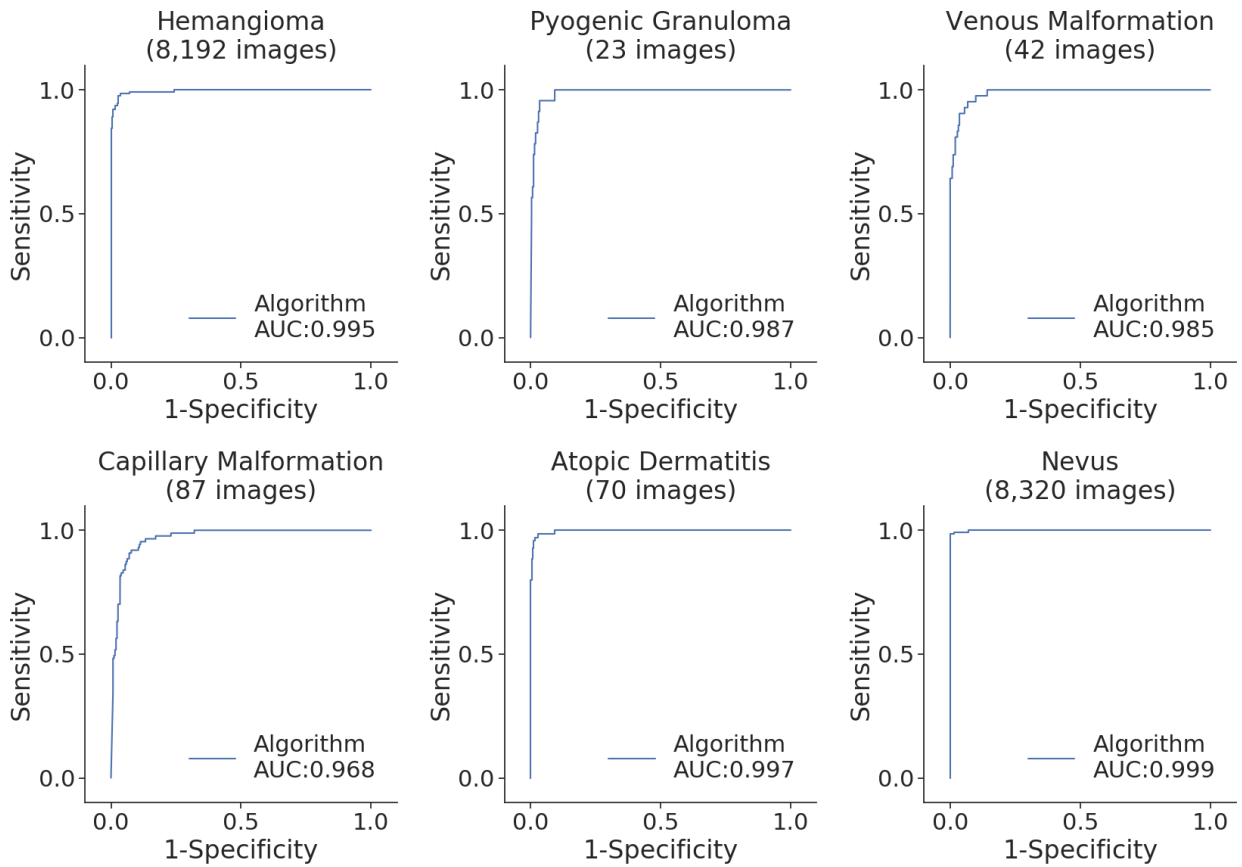 Hemangioma
(8,192 images)
1.0
0.5
0.0
Sensitivity
Algorithm
AUC:0.995
0.0 0.5 1.0
1-Specificity
Pyogenic Granuloma
(23 images)
1.0
0.5
0.0
Sensitivity
Algorithm
AUC:0.987
0.0 0.5 1.0
1-Specificity
Venous Malformation
(42 images)
1.0
0.5
0.0
Sensitivity
Algorithm
AUC:0.985
0.0 0.5 1.0
1-Specificity
Capillary Malformation
(87 images)
1.0
0.5
0.0
Sensitivity
Algorithm
AUC:0.968
0.0 0.5 1.0
1-Specificity
Atopic Dermatitis
(70 images)
1.0
0.5
0.0
Sensitivity
Algorithm
AUC:0.997
0.0 0.5 1.0
1-Specificity
Nevus
(8,320 images)
1.0
0.5
0.0
Sensitivity
Algorithm
AUC:0.999
0.0 0.5 1.0
1-Specificity